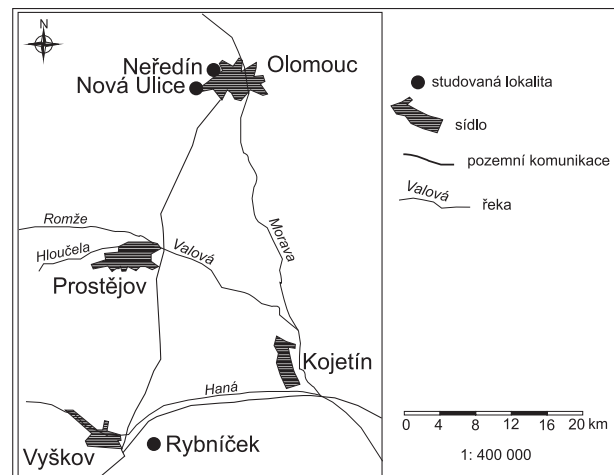 N
Neředín
Olomouc
Nová Ulice
studovaná lokalita
sídlo
pozemní komunikace
Valová
řeka
Romže
Hloučela
Valová
Morava
Prostějov
Kojetín
Haná
Vyškov
Rybníček
0 4 8 12 16 20 km
1: 400 000